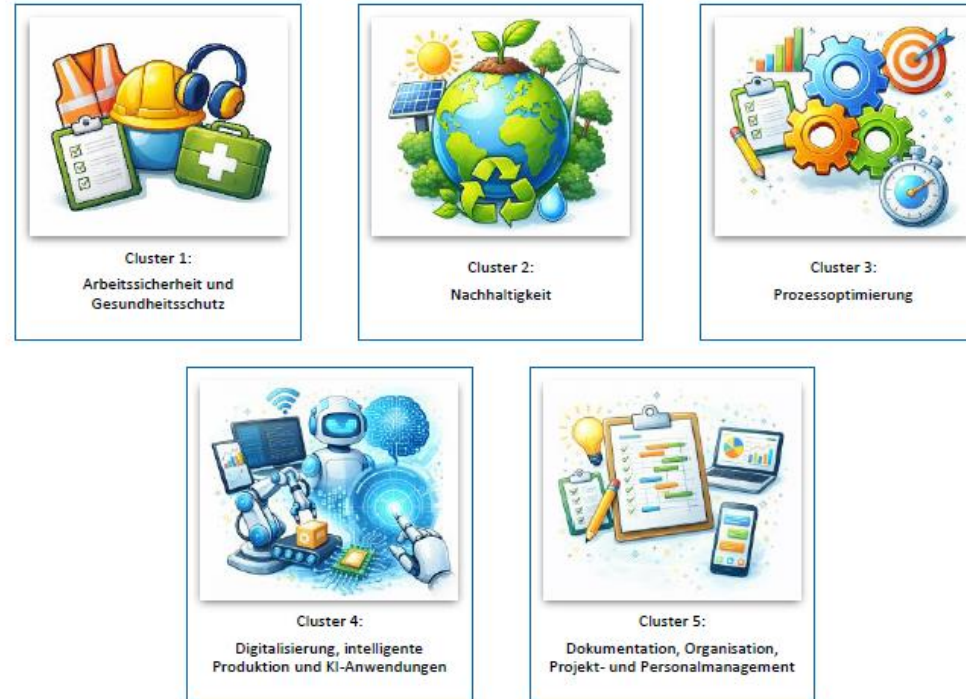 Cluster 1:
Arbeitssicherheit und
Gesundheitsschutz
Cluster 2:
Nachhaltigkeit
Cluster 3:
Prozessoptimierung
Cluster 4:
Digitalisierung, intelligente
Produktion und KI-Anwendungen
Cluster 5:
Dokumentation, Organisation,
Projekt- und Personalmanagement